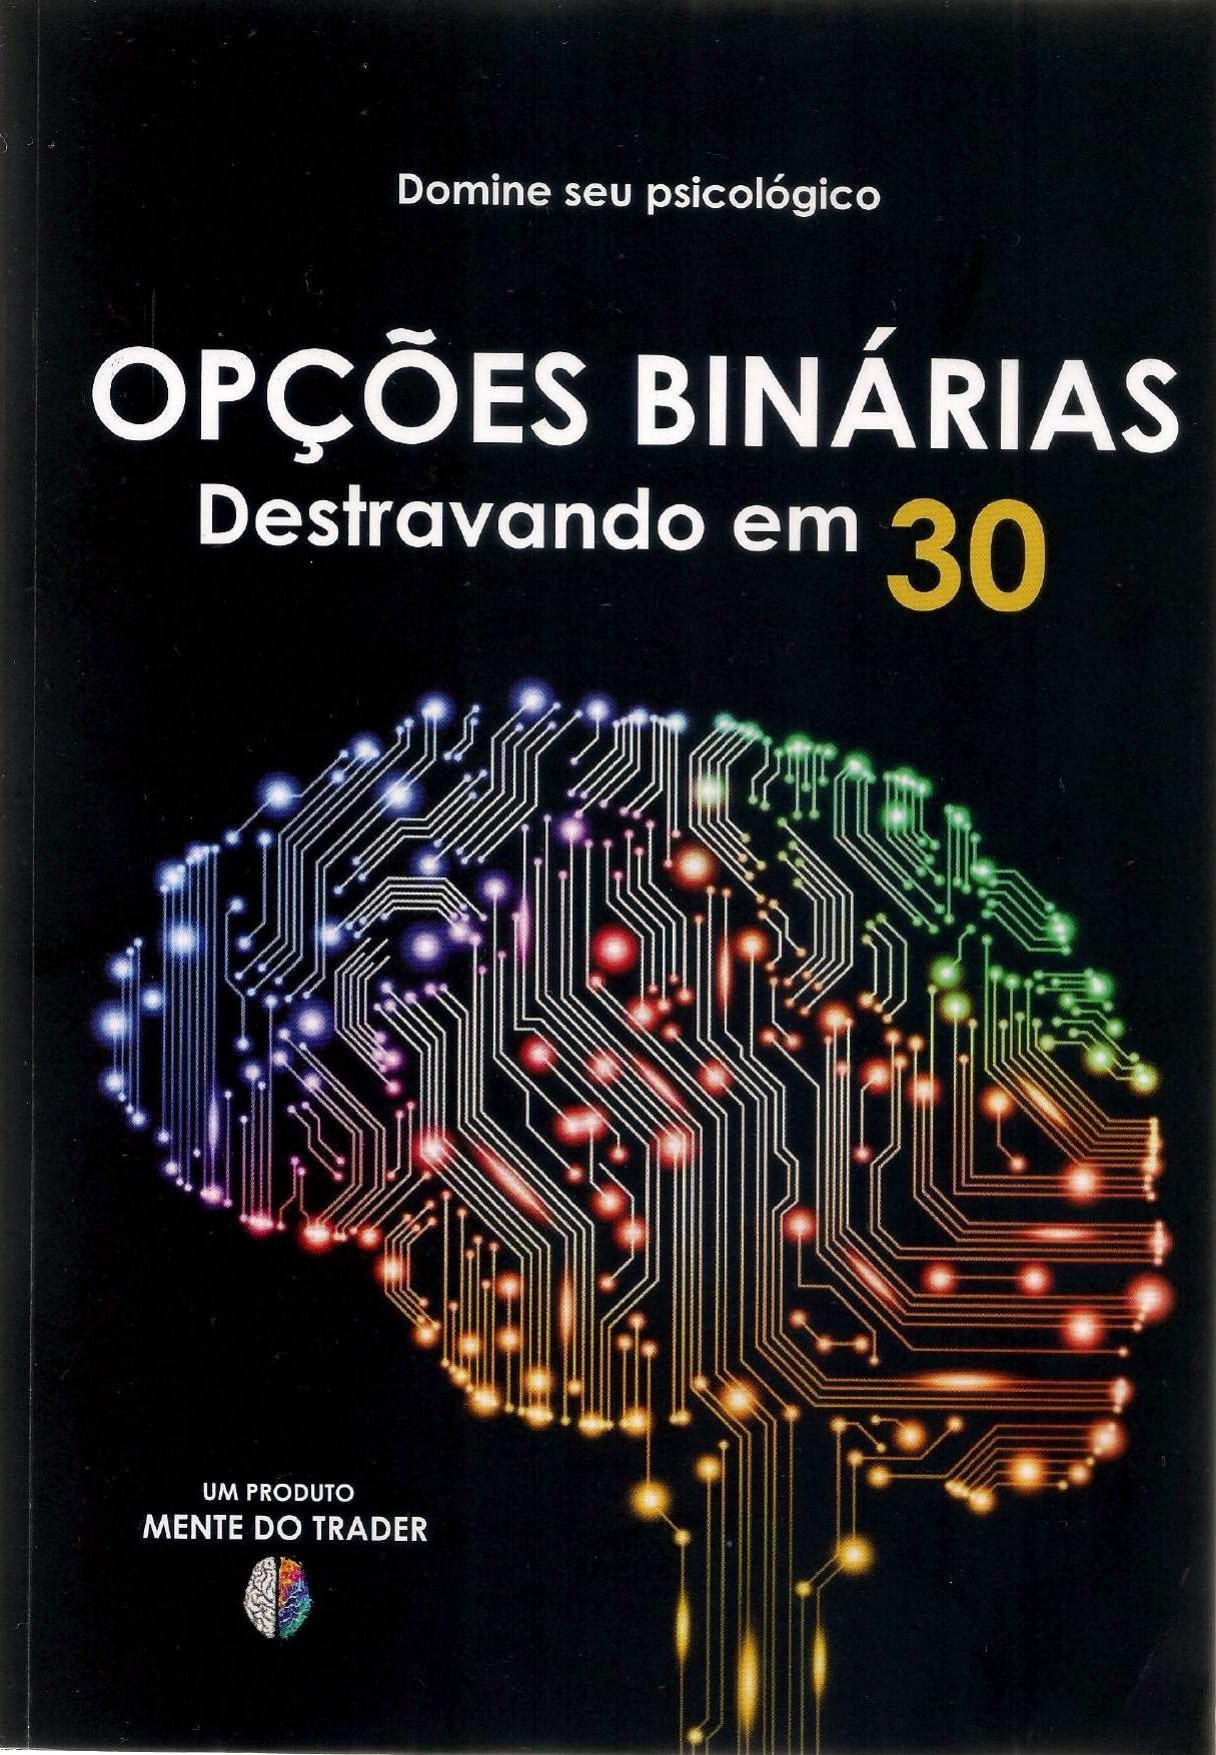 Domine seu psicológico
OPÇÕES BINÁRIAS
Destravando em 30
UM PRODUTO
MENTE DO TRADER